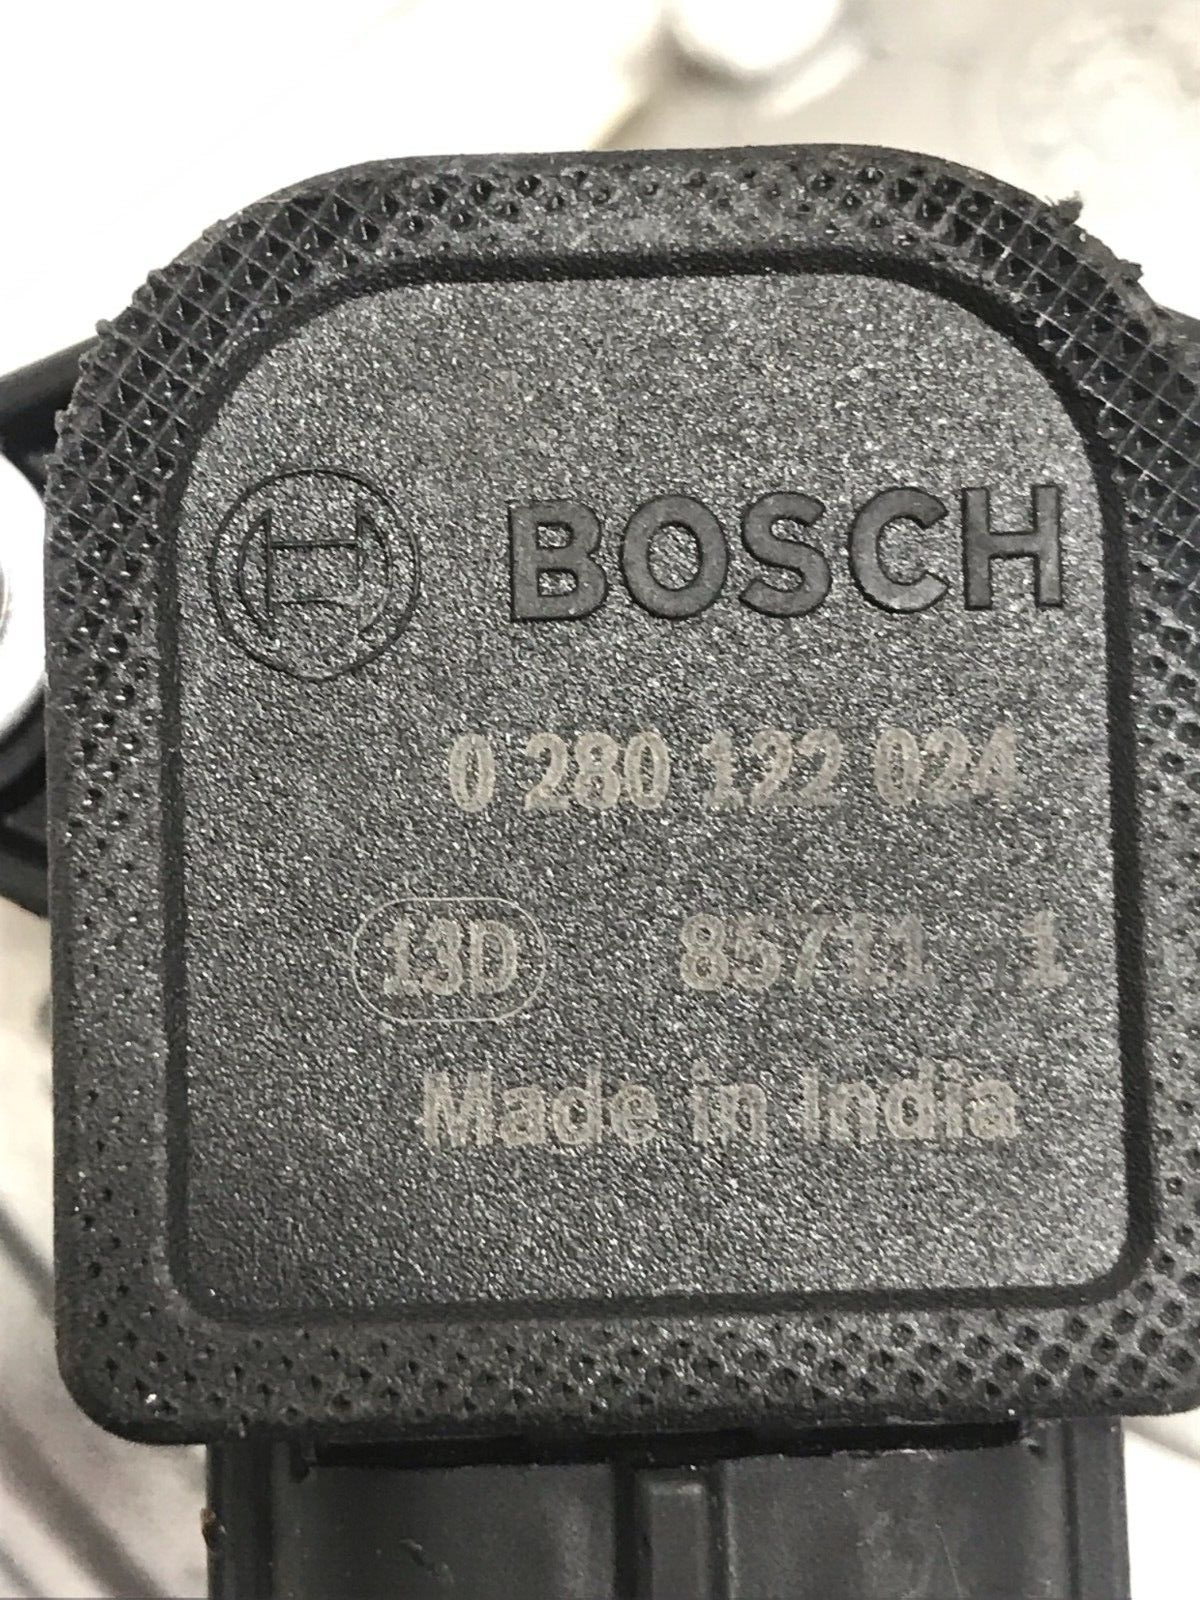 BOSCH
0 280 122 024
13D 85711 1
Made in India